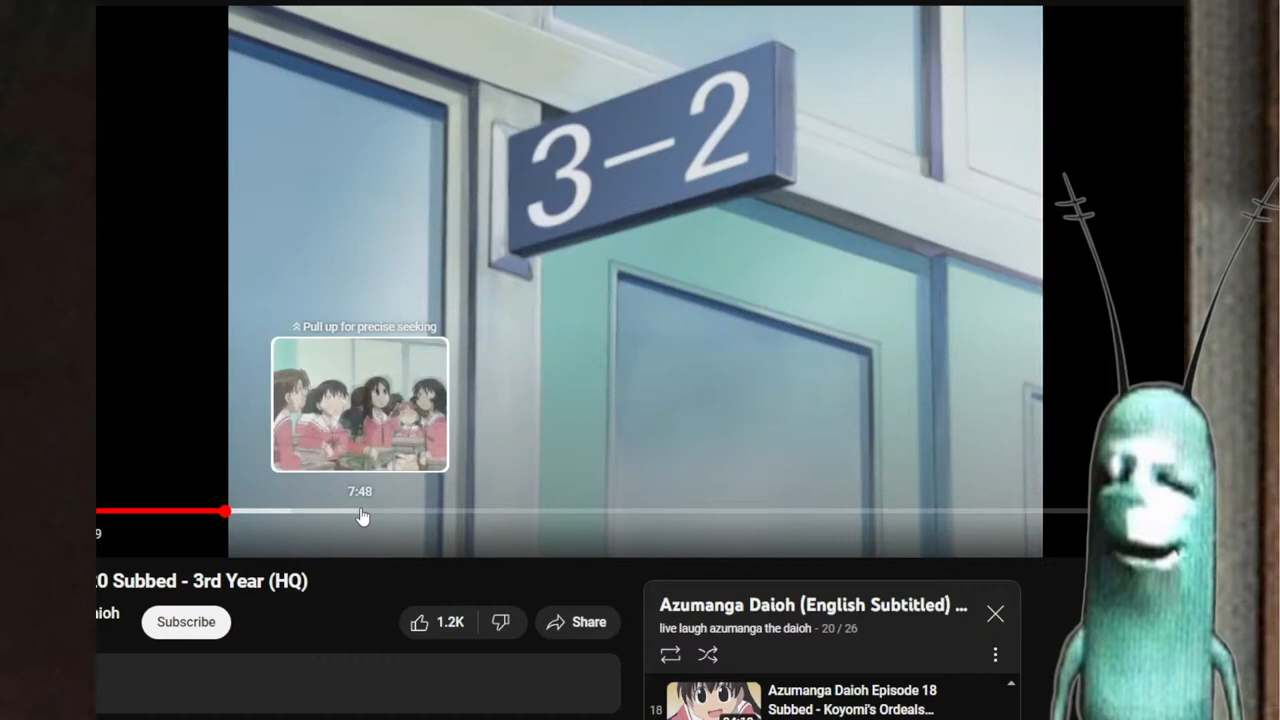 3-2
Pull up for precise seeking
7:48
9
20 Subbed - 3rd Year (HQ)
aioh
Subscribe
1.2K
Share
Azumanga Daioh (English Subtitled) ...
live laugh azumanga the daioh - 20 / 26
18
Azumanga Daioh Episode 18
Subbed - Koyomi's Ordeals...